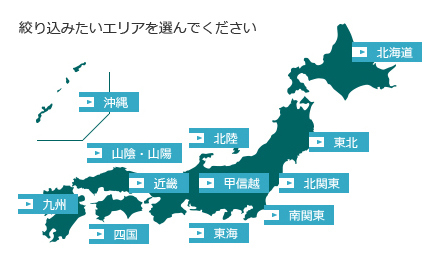 絞り込みたいエリアを選んでください
北海道
沖縄
北陸
東北
山陰・山陽
近畿
甲信越
北関東
九州
南関東
四国
東海